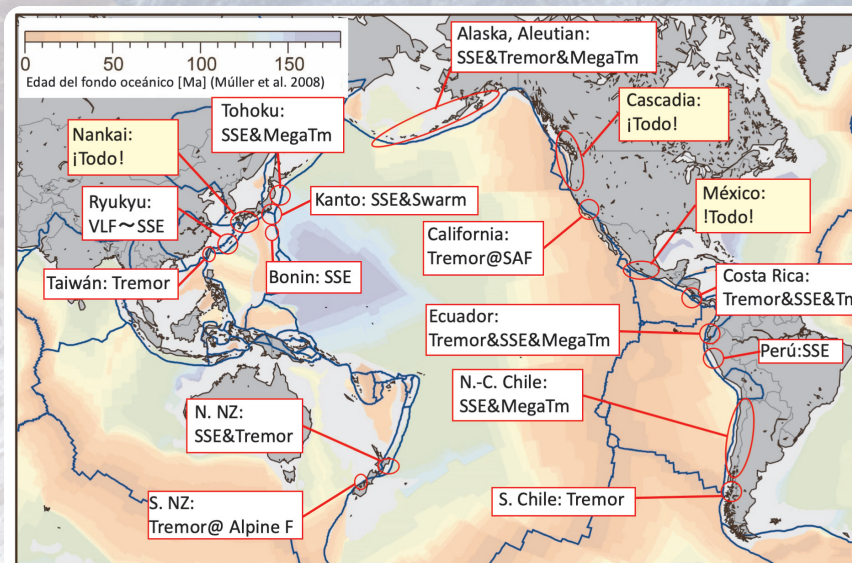 0 50 100 150
Edad del fondo oceánico [Ma] (Múller et al. 2008)
Alaska, Aleutian:
SSE&Tremor&MegaTm
Tohoku:
SSE&MegaTm
Cascadia:
¡Todo!
Nankai:
¡Todo!
Ryukyu:
VLF～SSE
Kanto: SSE&Swarm
México:
!Todo!
California:
Tremor@SAF
Taiwán: Tremor
Bonin: SSE
Costa Rica:
Tremor&SSE&Tm
Ecuador:
Tremor&SSE&MegaTm
Perú:SSE
N.-C. Chile:
SSE&MegaTm
N. NZ:
SSE&Tremor
S. NZ:
Tremor@ Alpine F
S. Chile: Tremor